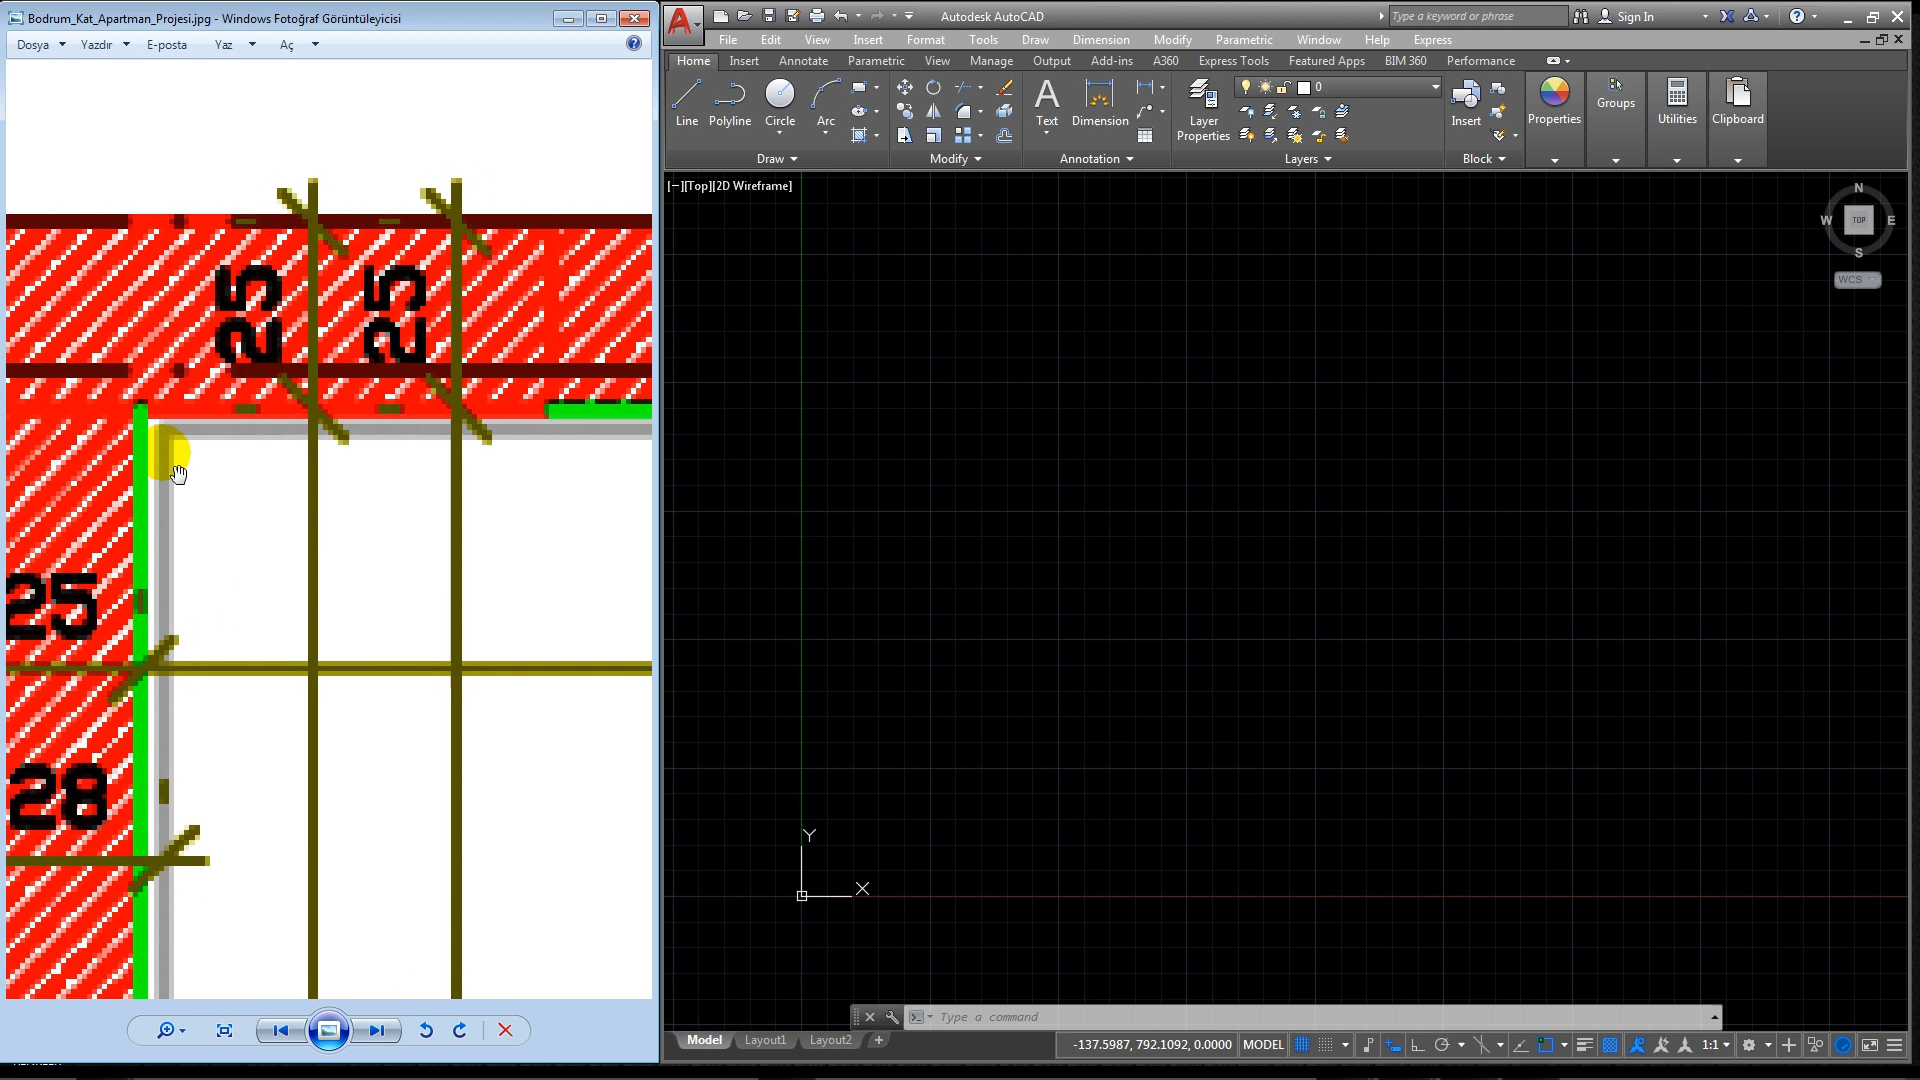 Bodrum_Kat_Apartman_Projesi.jpg - Windows Fotoğraf Görüntüleyicisi
Dosya Yazdır E-posta Yaz Aç
25 25
25
28
Autodesk AutoCAD
Type a keyword or phrase
Sign In
File Edit View Insert Format Tools Draw Dimension Modify Parametric Window Help Express
Home Insert Annotate Parametric View Manage Output Add-ins A360 Express Tools Featured Apps BIM 360 Performance
Line Polyline Circle Arc
Text Dimension
Layer Properties
0
Insert
Properties
Groups
Utilities
Clipboard
Draw Modify Annotation Layers Block
[−][Top][2D Wireframe]
N
W TOP E
S
WCS
Y
X
Type a command
Model Layout1 Layout2 +
-137.5987, 792.1092, 0.0000 MODEL 1:1